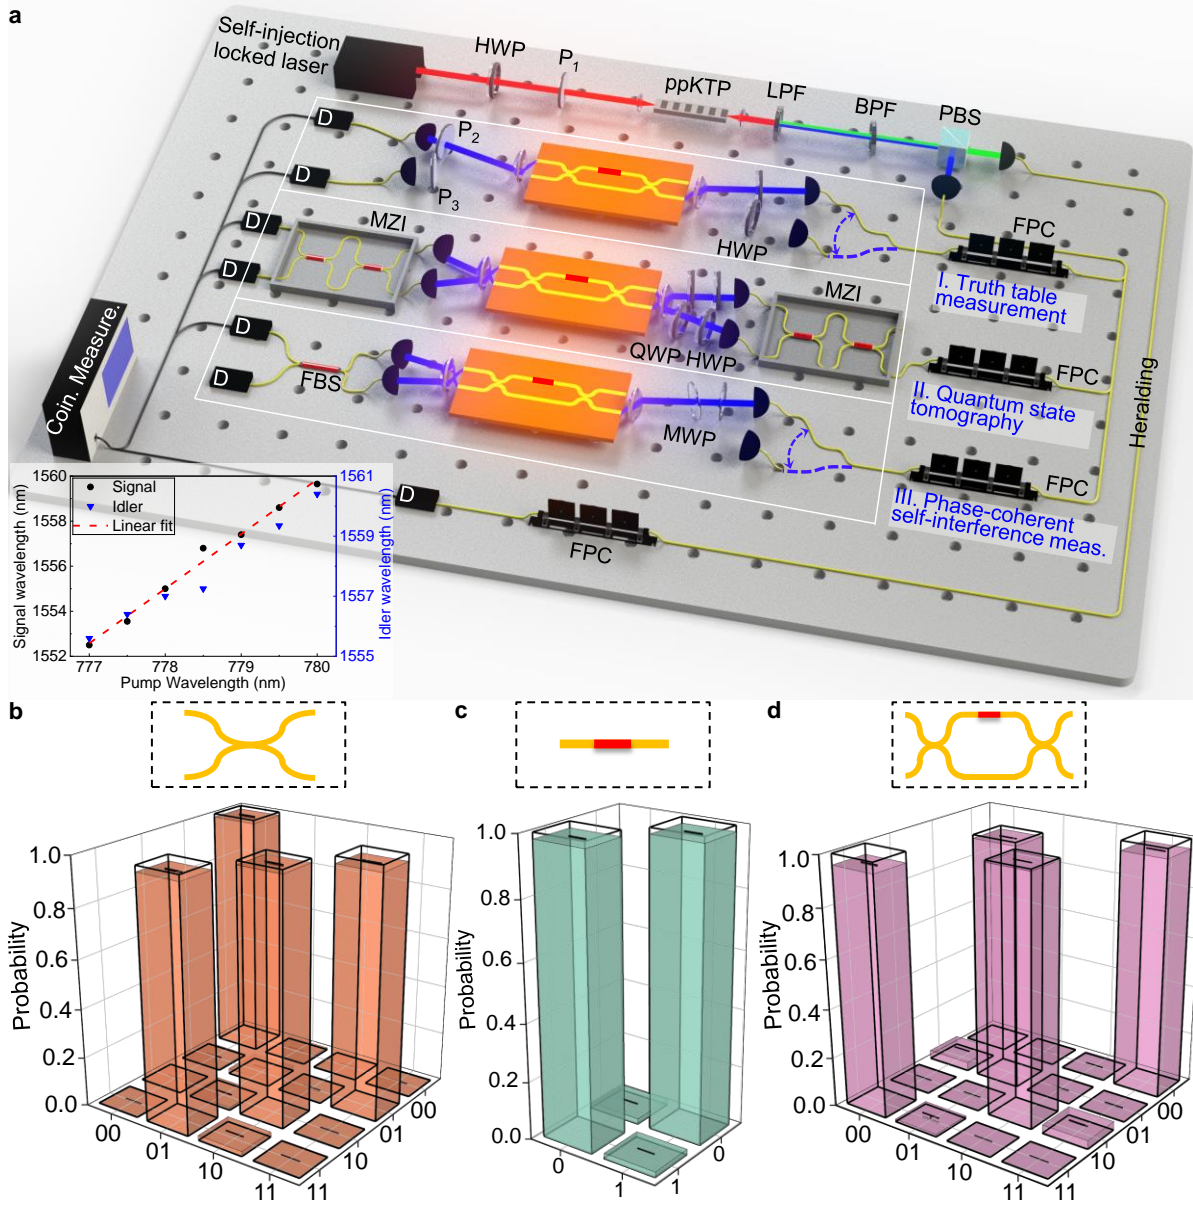 a
Self-injection
locked laser
HWP
P1
ppKTP
LPF
BPF
PBS
D
P2
D
P3
HWP
FPC
I. Truth table
measurement
D
MZI
D
MZI
QWP HWP
FPC
II. Quantum state
tomography
Heralding
D
FBS
D
MWP
FPC
III. Phase-coherent
self-interference meas.
Coin. Measure.
D
FPC
Signal
Idler
Linear fit
Signal wavelength (nm)
1560
1558
1556
1554
1552
Idler wavelength (nm)
1561
1559
1557
1555
777
778
779
780
Pump Wavelength (nm)
b
Probability
1.0
0.8
0.6
0.4
0.2
0.0
00
01
10
11
00
01
10
11
c
Probability
1.0
0.8
0.6
0.4
0.2
0.0
0
1
0
1
d
Probability
1.0
0.8
0.6
0.4
0.2
0.0
00
01
10
11
00
01
10
11